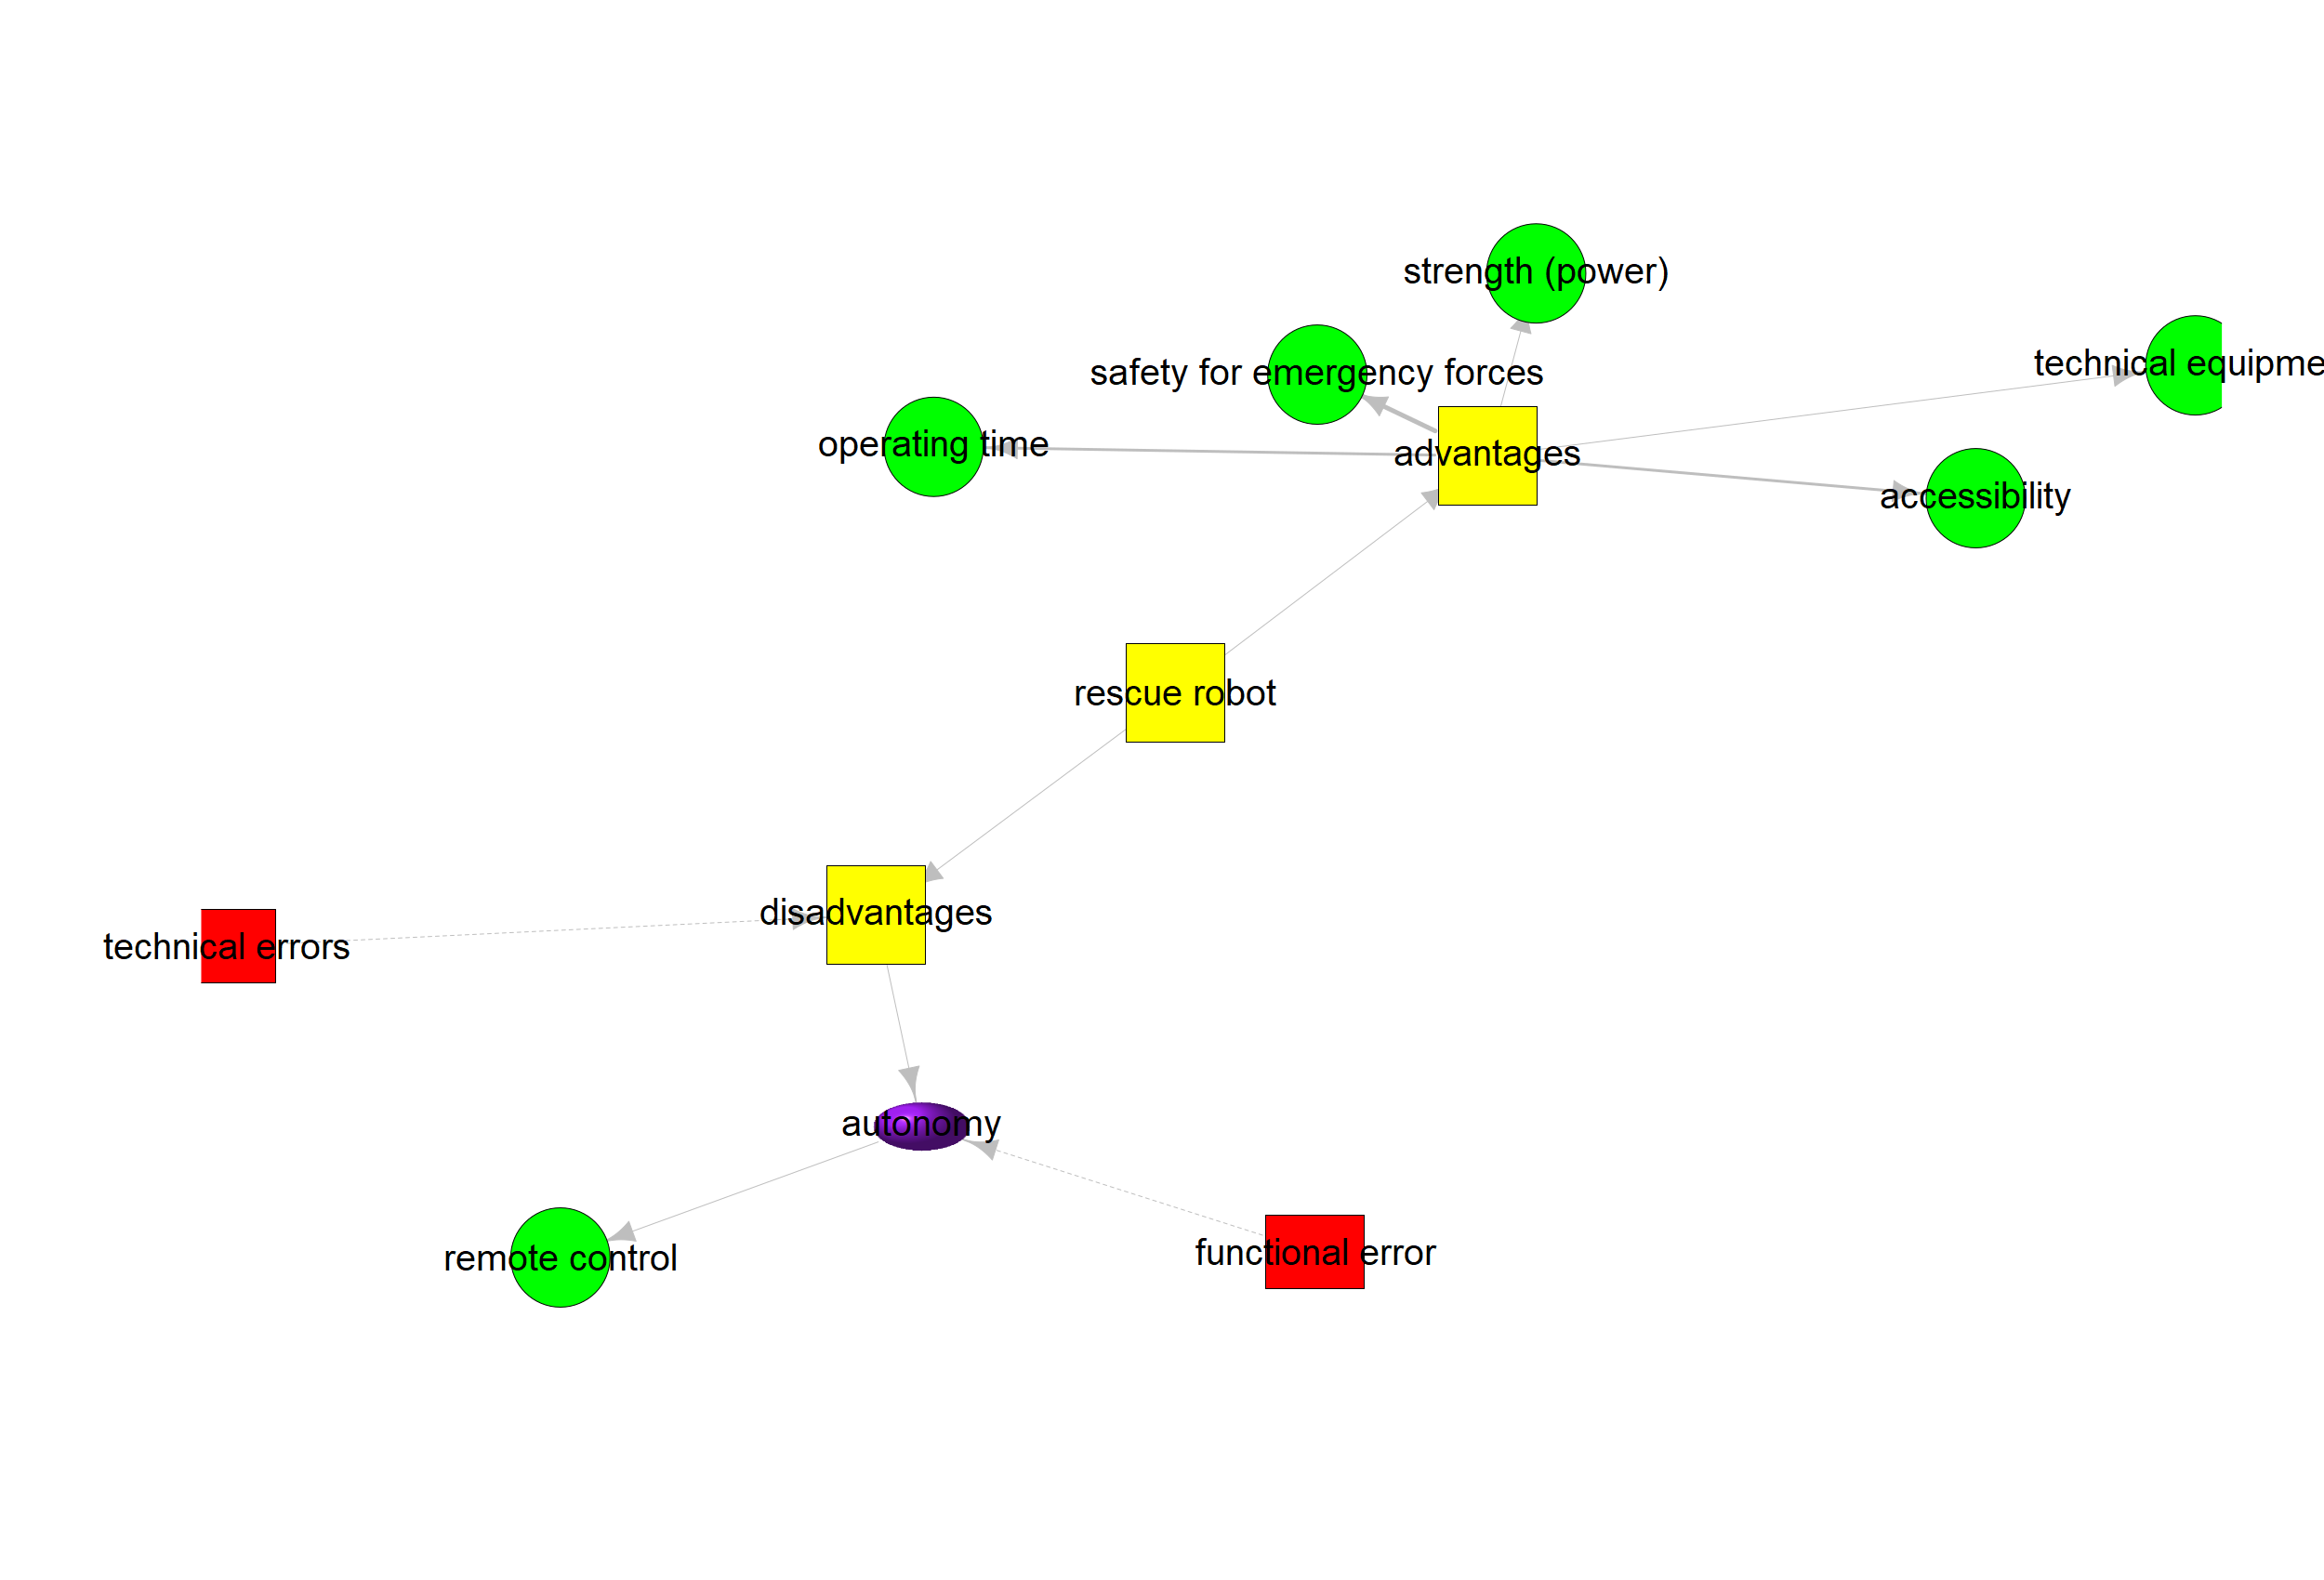 strength (power)
technical equipme
safety for emergency forces
operating time
advantages
accessibility
rescue robot
disadvantages
technical errors
autonomy
remote control
functional error